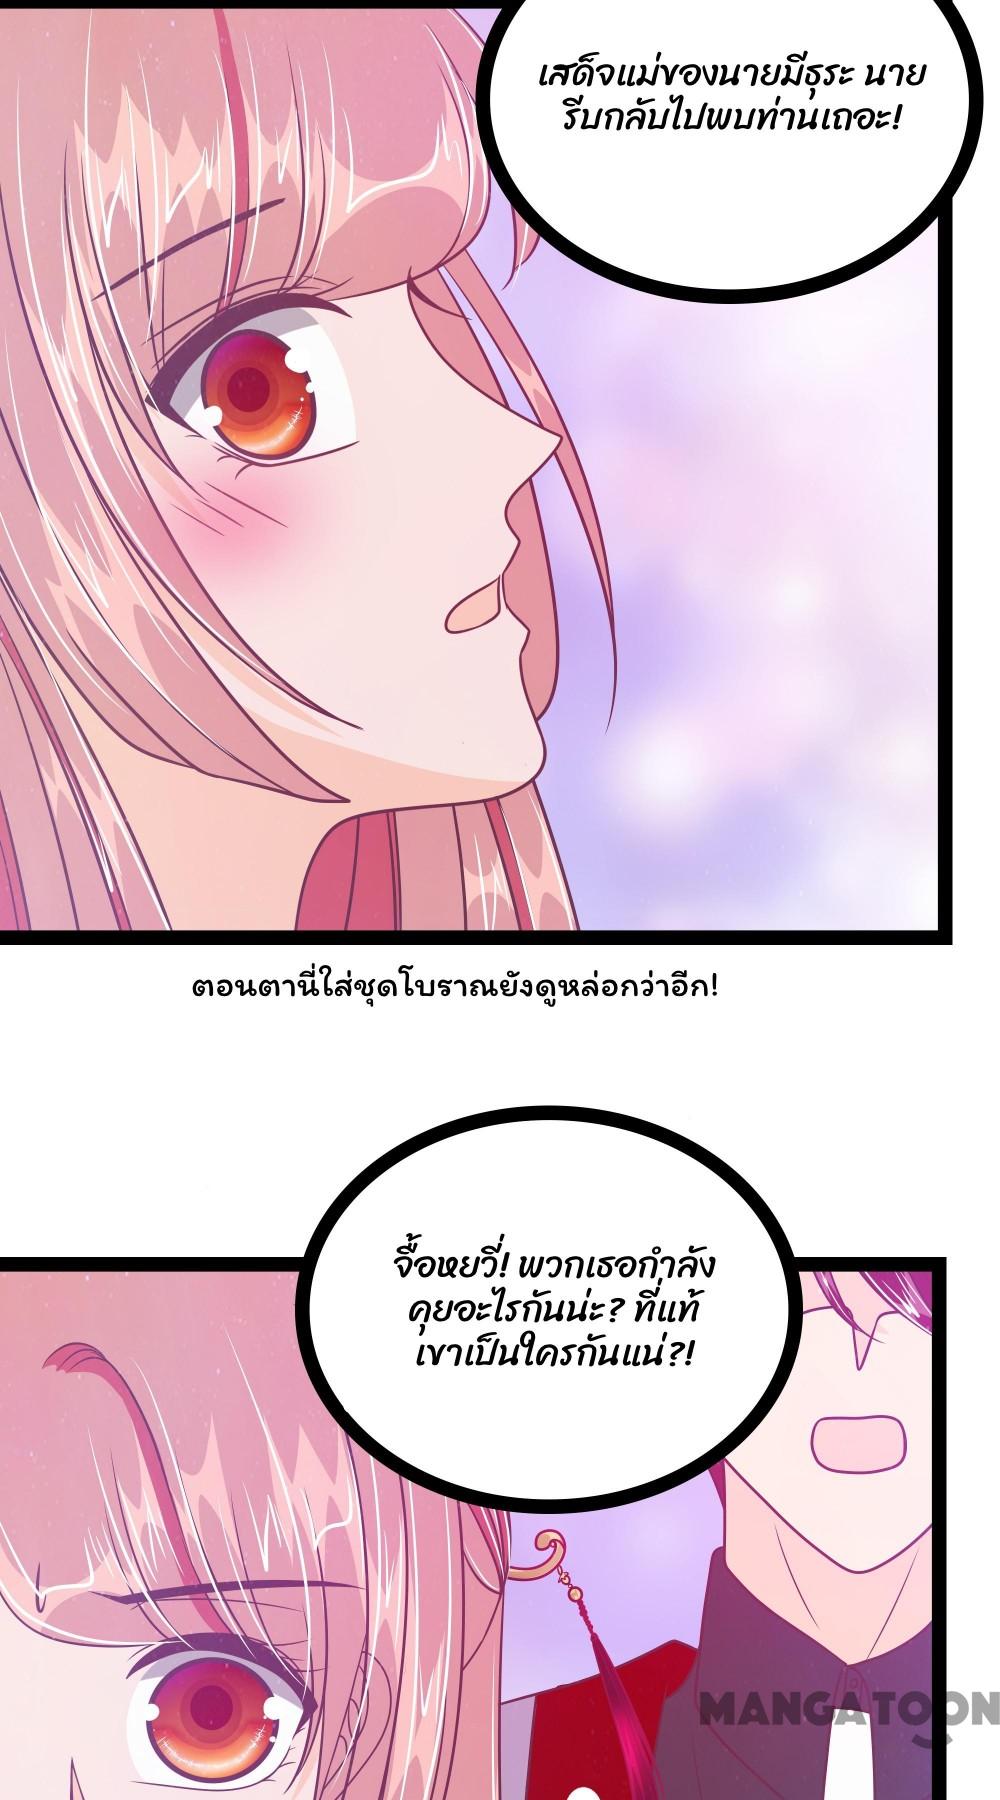 เสด็จแม่ของนายมีธุระ นาย
รีบกลับไปพบท่านเถอะ!
ตอนตานี่ใส่ชุดโบราณยังดูหล่อกว่าอีก!
จื้อหยวี่! พวกเธอกำลัง
คุยอะไรกันน่ะ? ที่แท้
เขาเป็นใครกันแน่?!
MANGATOON